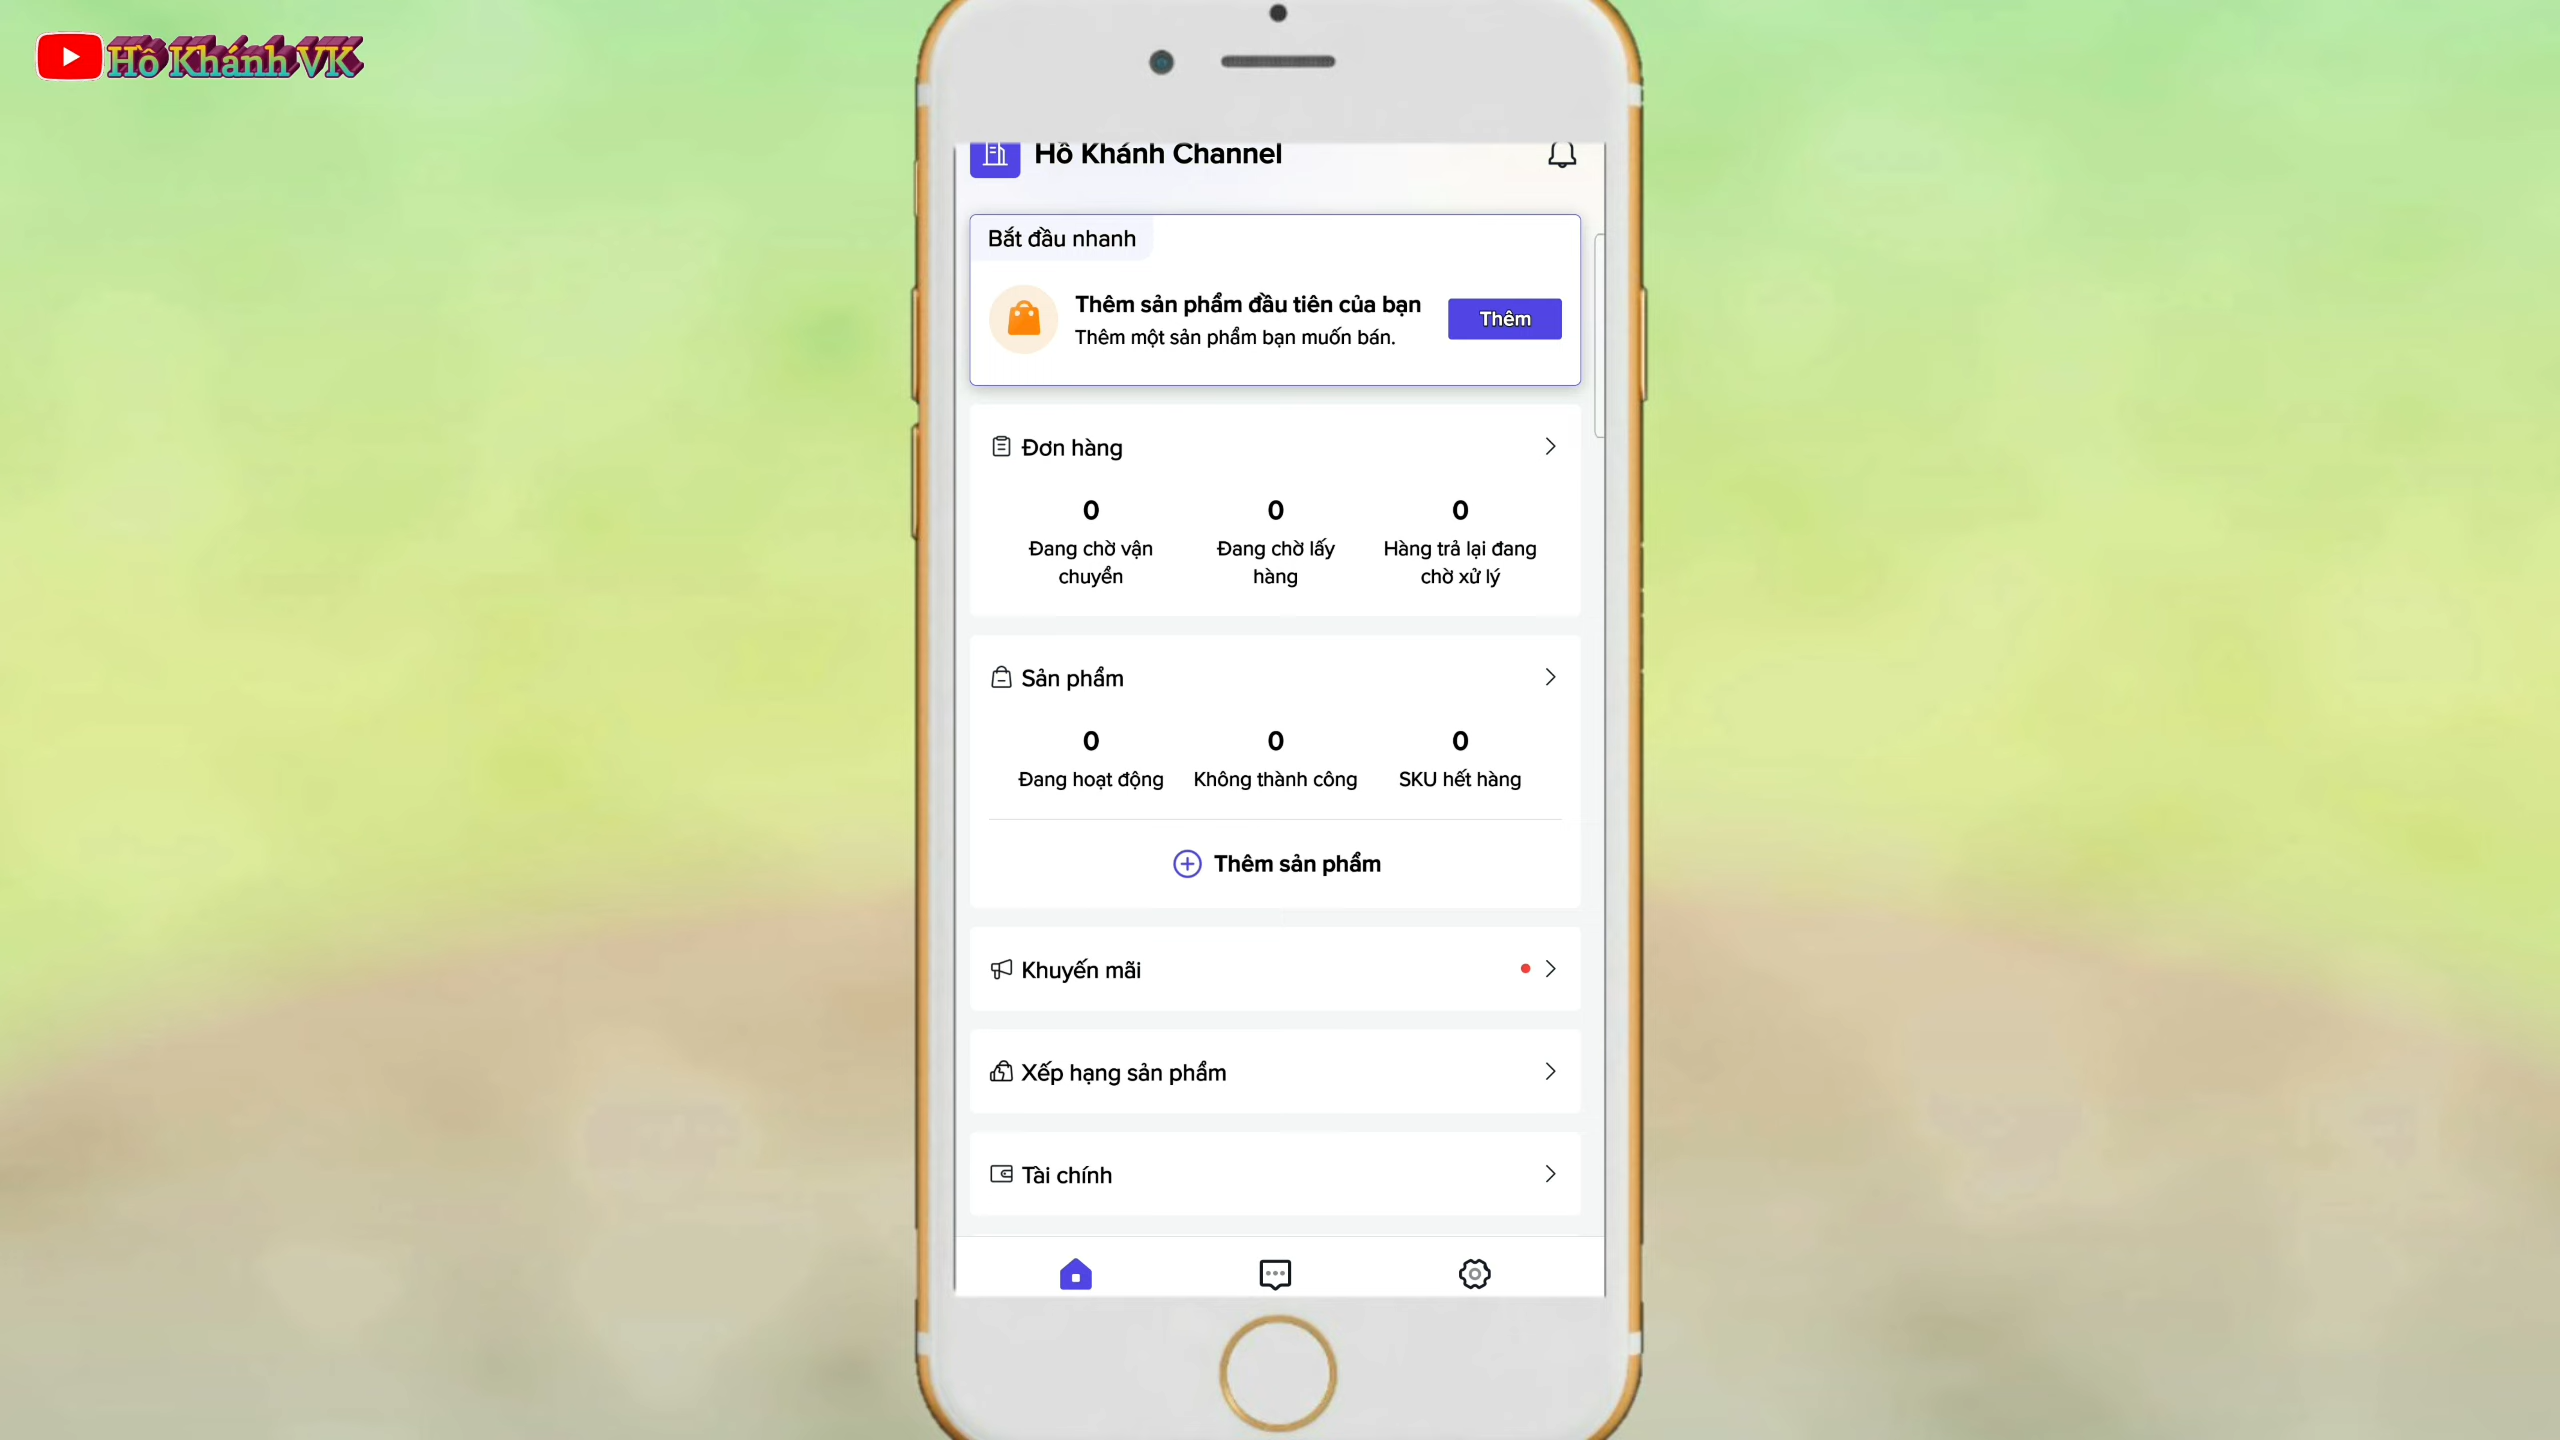 Hồ Khánh VK
Hồ Khánh Channel
Bắt đầu nhanh
Thêm sản phẩm đầu tiên của bạn
Thêm một sản phẩm bạn muốn bán.
Thêm
Đơn hàng
0
Đang chờ vận
chuyển
0
Đang chờ lấy
hàng
0
Hàng trả lại đang
chờ xử lý
Sản phẩm
0
Đang hoạt động
0
Không thành công
0
SKU hết hàng
Thêm sản phẩm
Khuyến mãi
Xếp hạng sản phẩm
Tài chính